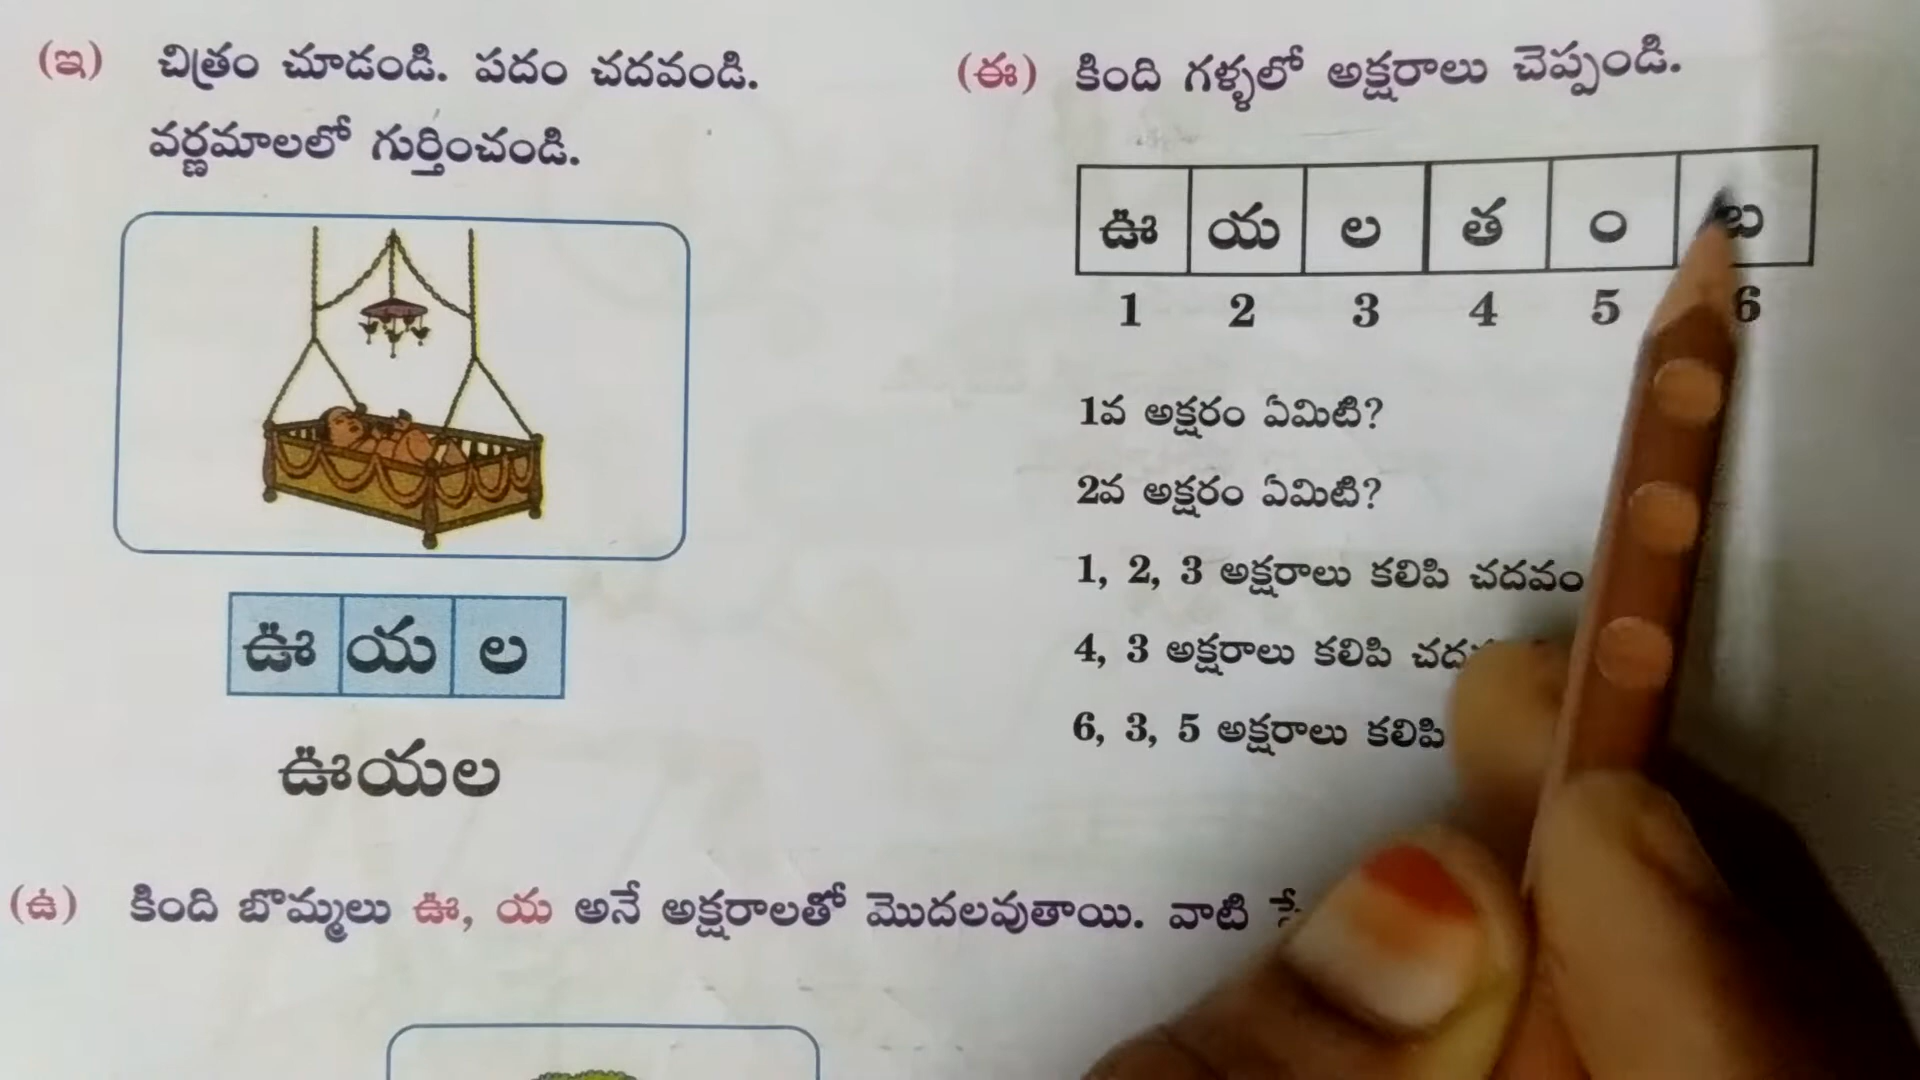 (ఇ) చిత్రం చూడండి. పదం చదవండి.
వర్ణమాలలో గుర్తించండి.
ఊ య ల
ఊయల
(ఈ) కింది గళ్ళలో అక్షరాలు చెప్పండి.
ఊ య ల త ం బ
1 2 3 4 5 6
1వ అక్షరం ఏమిటి?
2వ అక్షరం ఏమిటి?
1, 2, 3 అక్షరాలు కలిపి చదవం
4, 3 అక్షరాలు కలిపి
6, 3, 5 అక్షరాలు కలిపి
(ఉ) కింది బొమ్మలు ఊ, య అనే అక్షరాలతో మొదలవుతాయి. వాటి